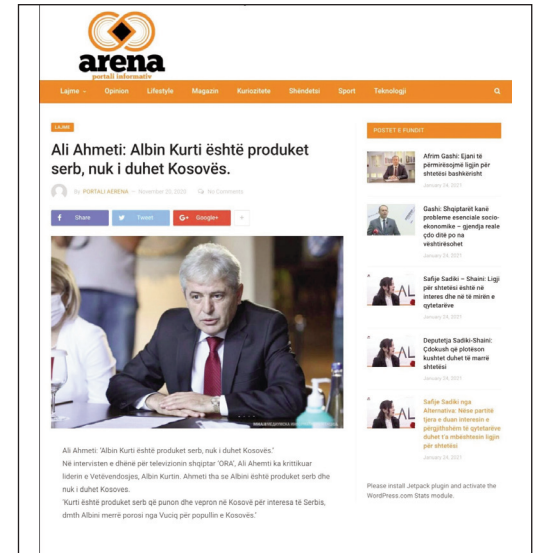 arena
portali informativ
Lajme
Opinion
Lifestyle
Magazin
Kuriozitete
Shëndetsi
Sport
Teknologji
LAJME
Ali Ahmeti: Albin Kurti është produket
serb, nuk i duhet Kosovës.
By PORTALI AERENA — November 20, 2020 No Comments
Share
Tweet
Google+
+
Ali Ahmeti: 'Albin Kurti është produket serb, nuk i duhet Kosovës.'
Në intervisten e dhënë për televizionin shqiptar 'ORA', Ali Ahemti ka krittikuar
liderin e Vetëvendosjes, Albin Kurtin. Ahmeti tha se Albini është produket serb dhe
nuk i duhet Kosoves.
'Kurti është produket serb që punon dhe vepron në Kosovë për interesa të Serbis,
dmth Albini merrë porosi nga Vuciq për popullin e Kosovës.'
POSTET E FUNDIT
Afrim Gashi: Ejani të
përmirësojmë ligjin për
shtetësi bashkërisht
January 24, 2021
Gashi: Shqiptarët kanë
probleme esenciale socio-
ekonomike – gjendja reale
çdo ditë po na
vështirësohet
January 24, 2021
Safije Sadiki – Shaini: Ligji
për shtetësi është në
interes dhe në të mirën e
qytetarëve
January 24, 2021
Deputetja Sadiki-Shaini:
Çdokush që plotëson
kushtet duhet të marrë
shtetësi
January 24, 2021
Safije Sadiki nga
Alternativa: Nëse partitë
tjera e duan interesin e
përgjithshëm të qytetarëve
duhet t'a mbështesin ligjin
për shtetësi
January 24, 2021
Please install Jetpack plugin and activate the
WordPress.com Stats module.